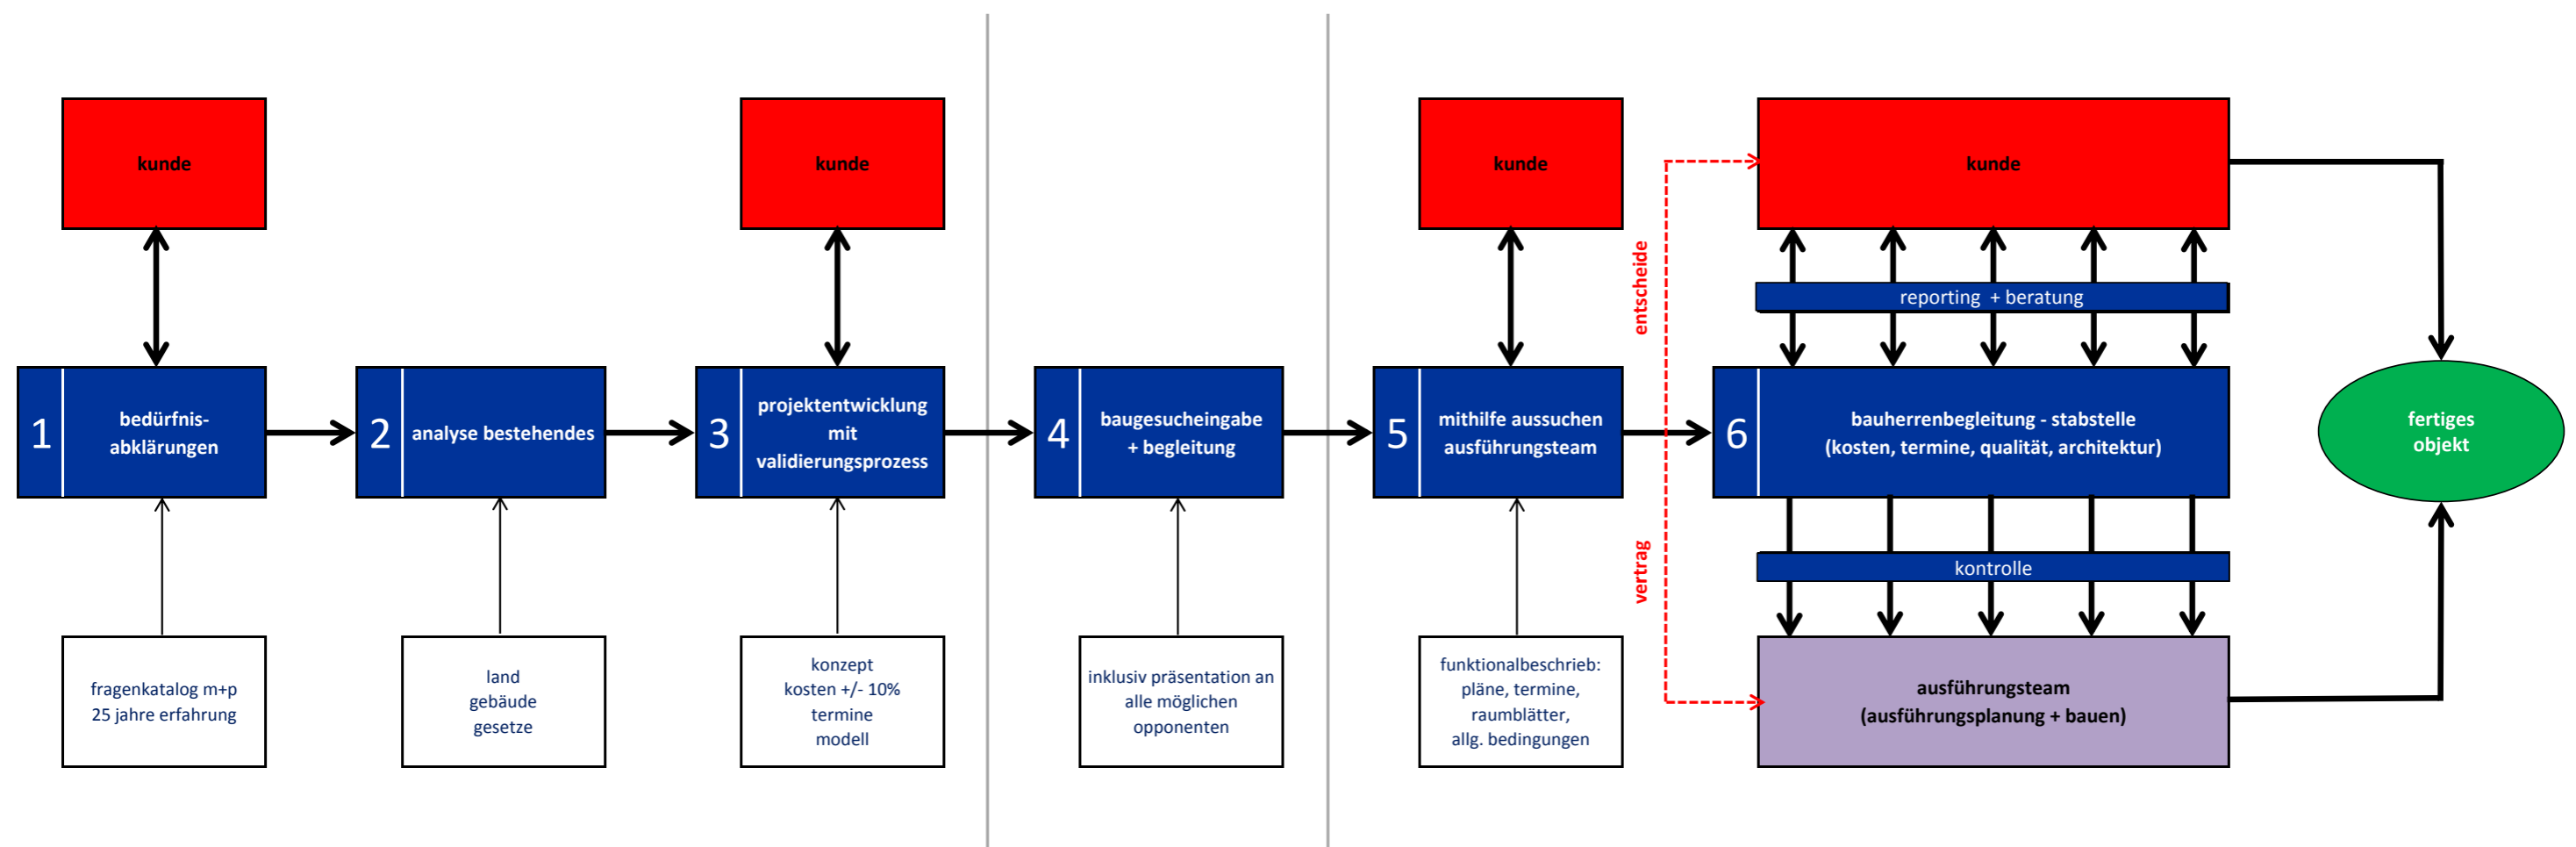 kunde
kunde
kunde
kunde
entscheide
reporting + beratung
1
bedürfnis-
abklärungen
2
analyse bestehendes
3
projektentwicklung
mit
validierungsprozess
4
baugesucheingabe
+ begleitung
5
mithilfe aussuchen
ausführungsteam
6
bauherrenbegleitung - stabstelle
(kosten, termine, qualität, architektur)
fertiges
objekt
vertrag
kontrolle
fragenkatalog m+p
25 jahre erfahrung
land
gebäude
gesetze
konzept
kosten +/- 10%
termine
modell
inklusiv präsentation an
alle möglichen
opponenten
funktionalbeschrieb:
pläne, termine,
raumblätter,
allg. bedingungen
ausführungsteam
(ausführungsplanung + bauen)